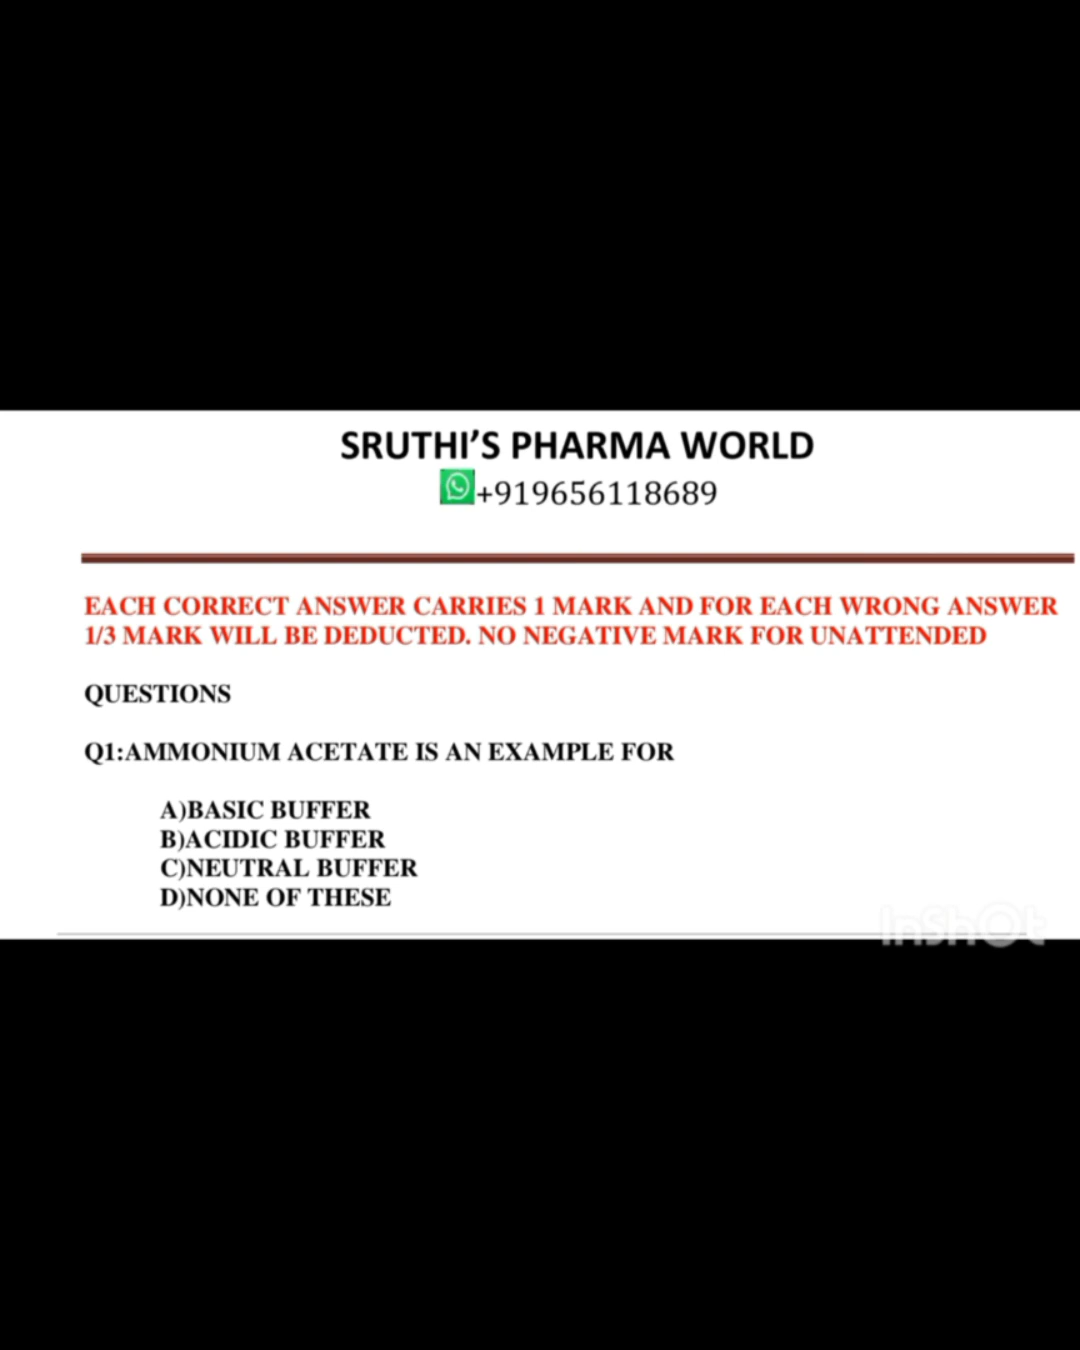 SRUTHI’S PHARMA WORLD
+919656118689
EACH CORRECT ANSWER CARRIES 1 MARK AND FOR EACH WRONG ANSWER
1/3 MARK WILL BE DEDUCTED. NO NEGATIVE MARK FOR UNATTENDED
QUESTIONS
Q1:AMMONIUM ACETATE IS AN EXAMPLE FOR
A)BASIC BUFFER
B)ACIDIC BUFFER
C)NEUTRAL BUFFER
D)NONE OF THESE
InShOt